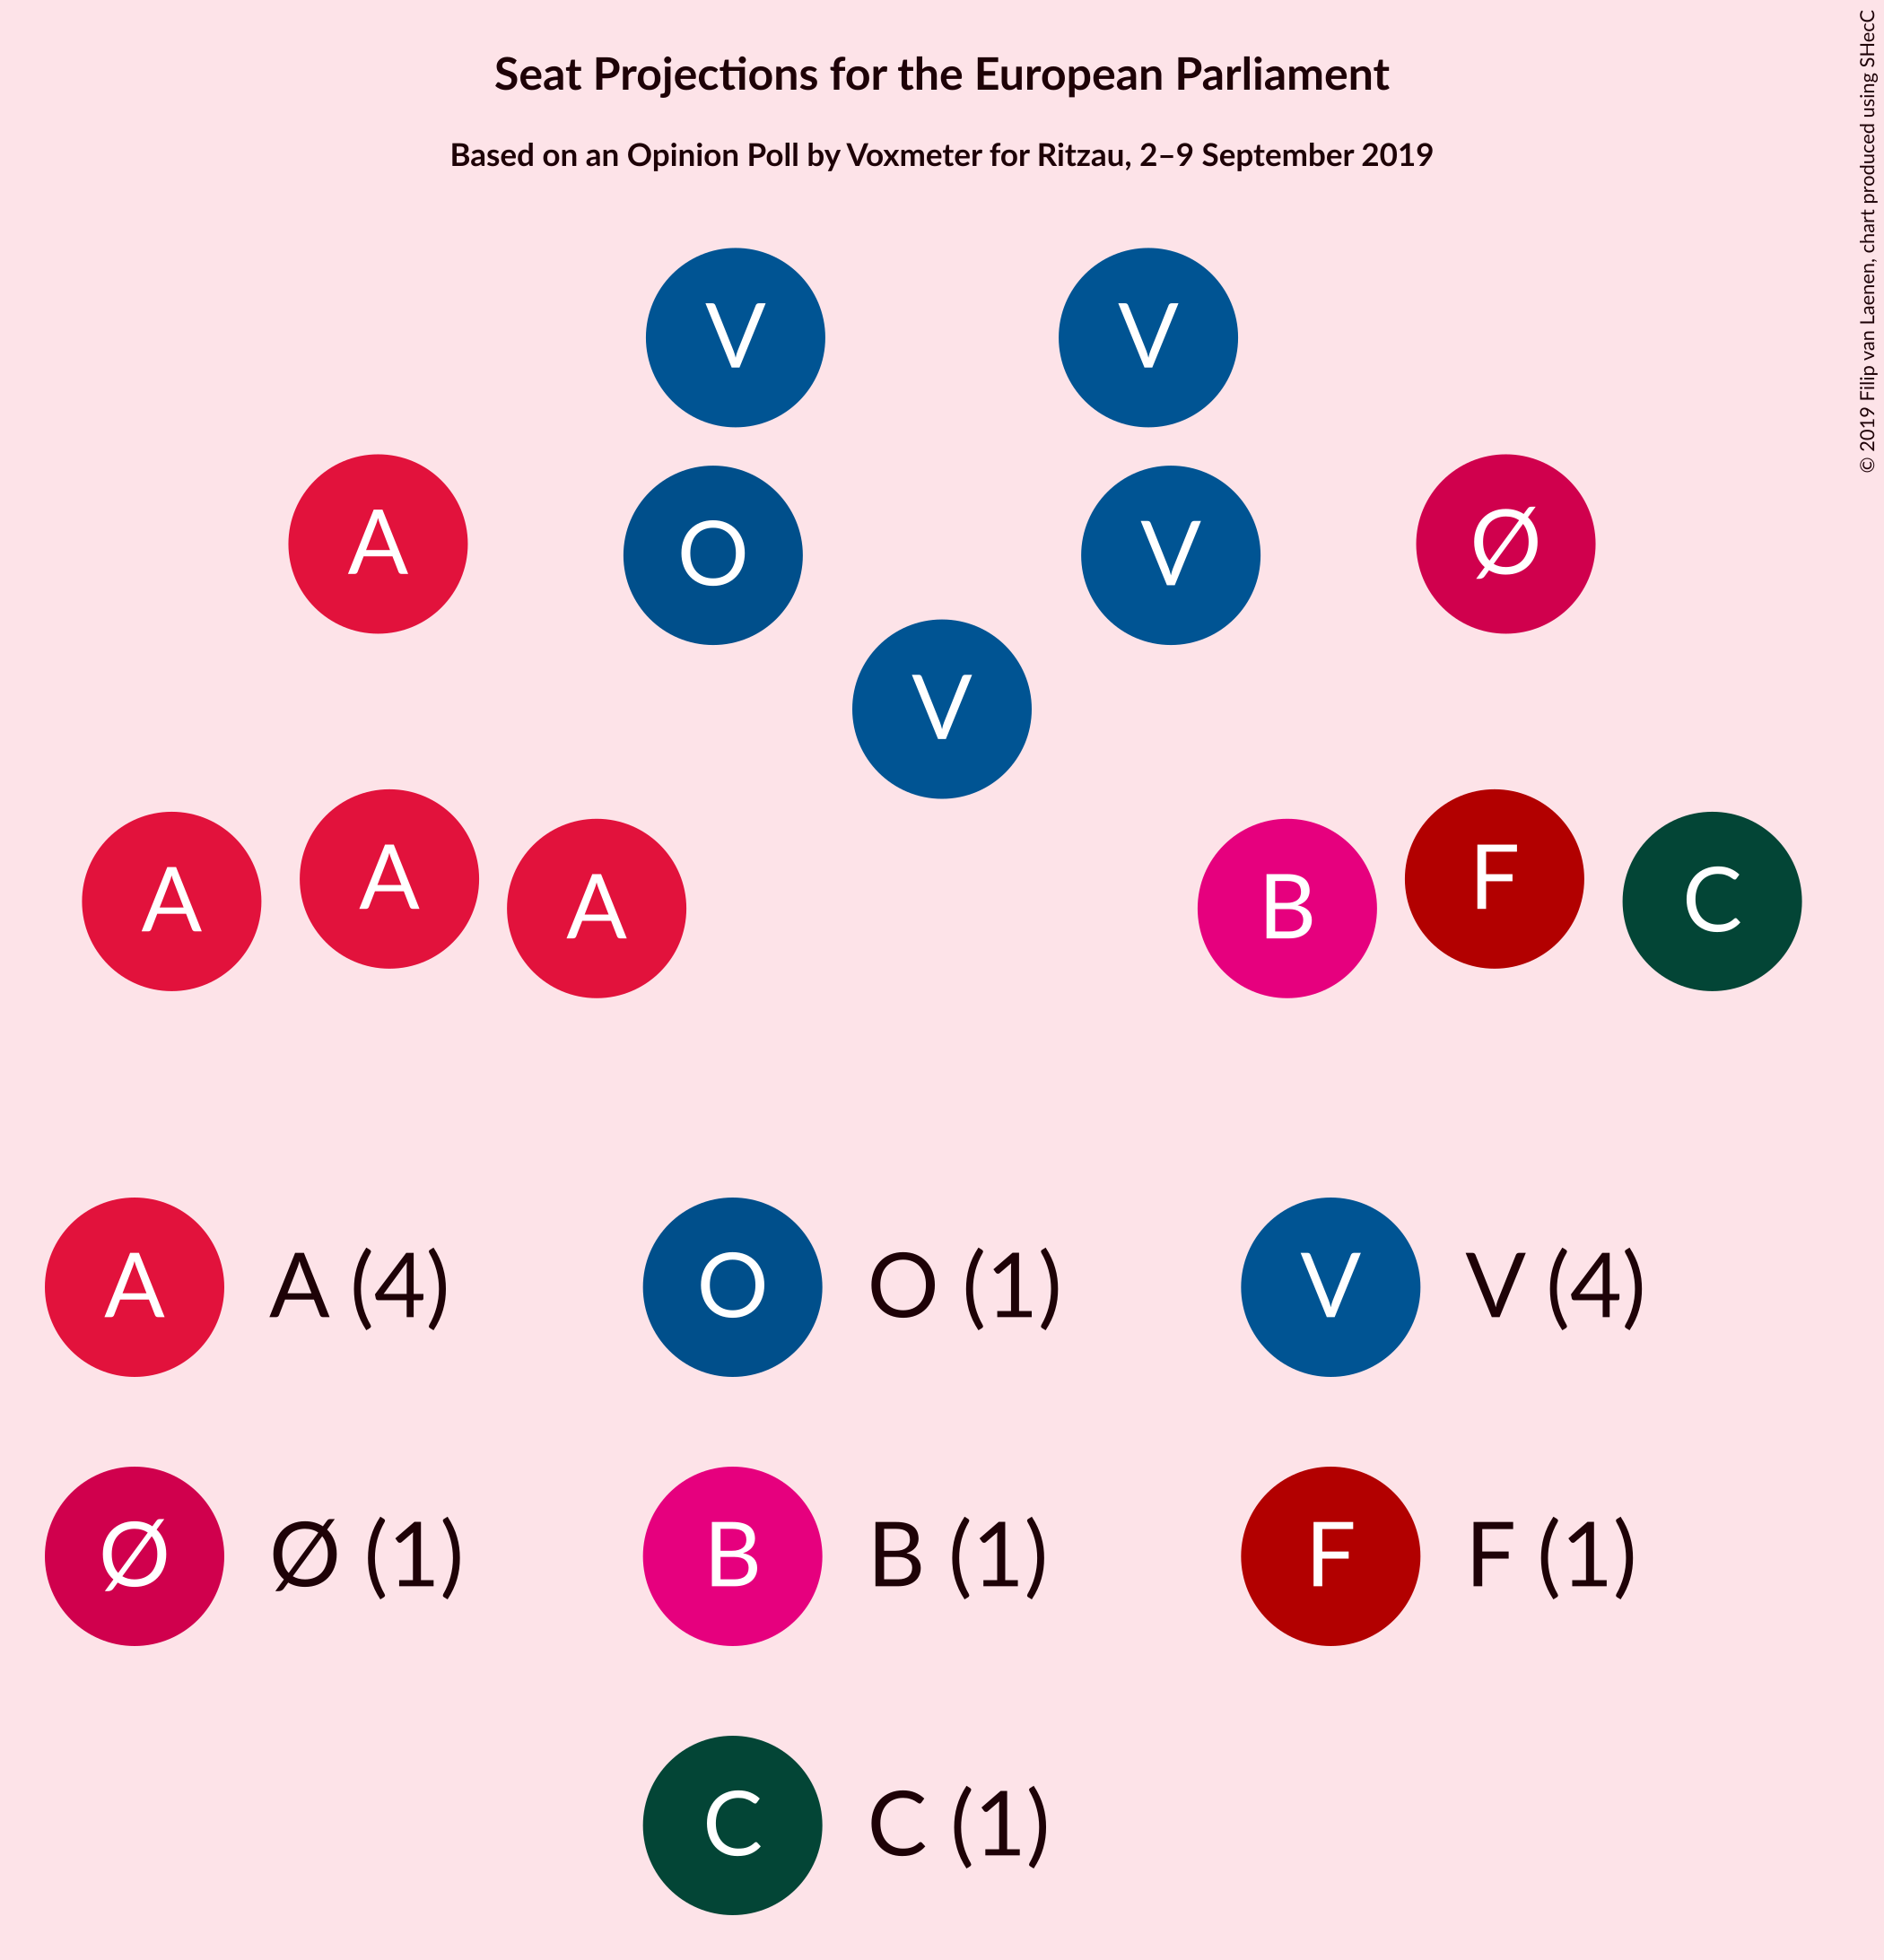 Seat Projections for the European Parliament
Based on an Opinion Poll by Voxmeter for Ritzau, 2–9 September 2019
© 2019 Filip van Laenen, chart produced using SHecC
V V
A O V Ø
V
A A A B F C
A A (4) O O (1) V V (4)
Ø Ø (1) B B (1) F F (1)
C C (1)